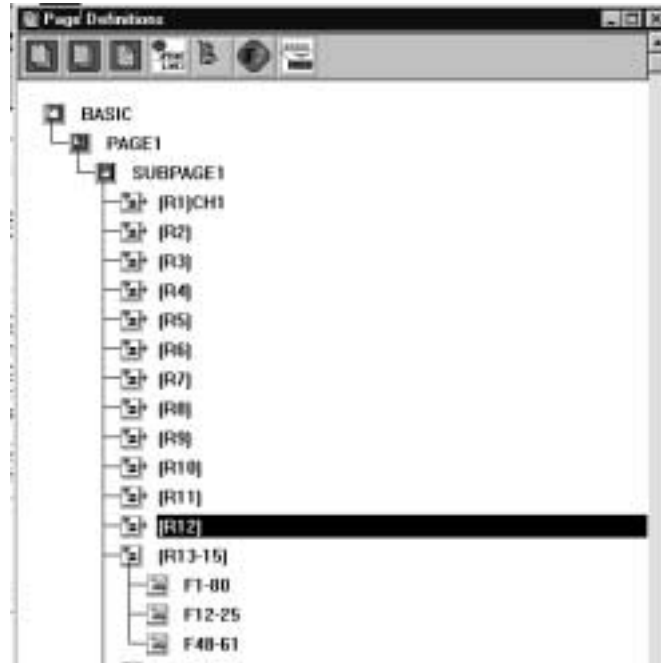 Page Definitions
BASIC
PAGE1
SUBPAGE1
(R1)CH1
(R2)
(R3)
(R4)
(R5)
(R6)
(R7)
(R8)
(R9)
(R10)
(R11)
(R12)
(R13-15)
F1-80
F12-25
F48-61